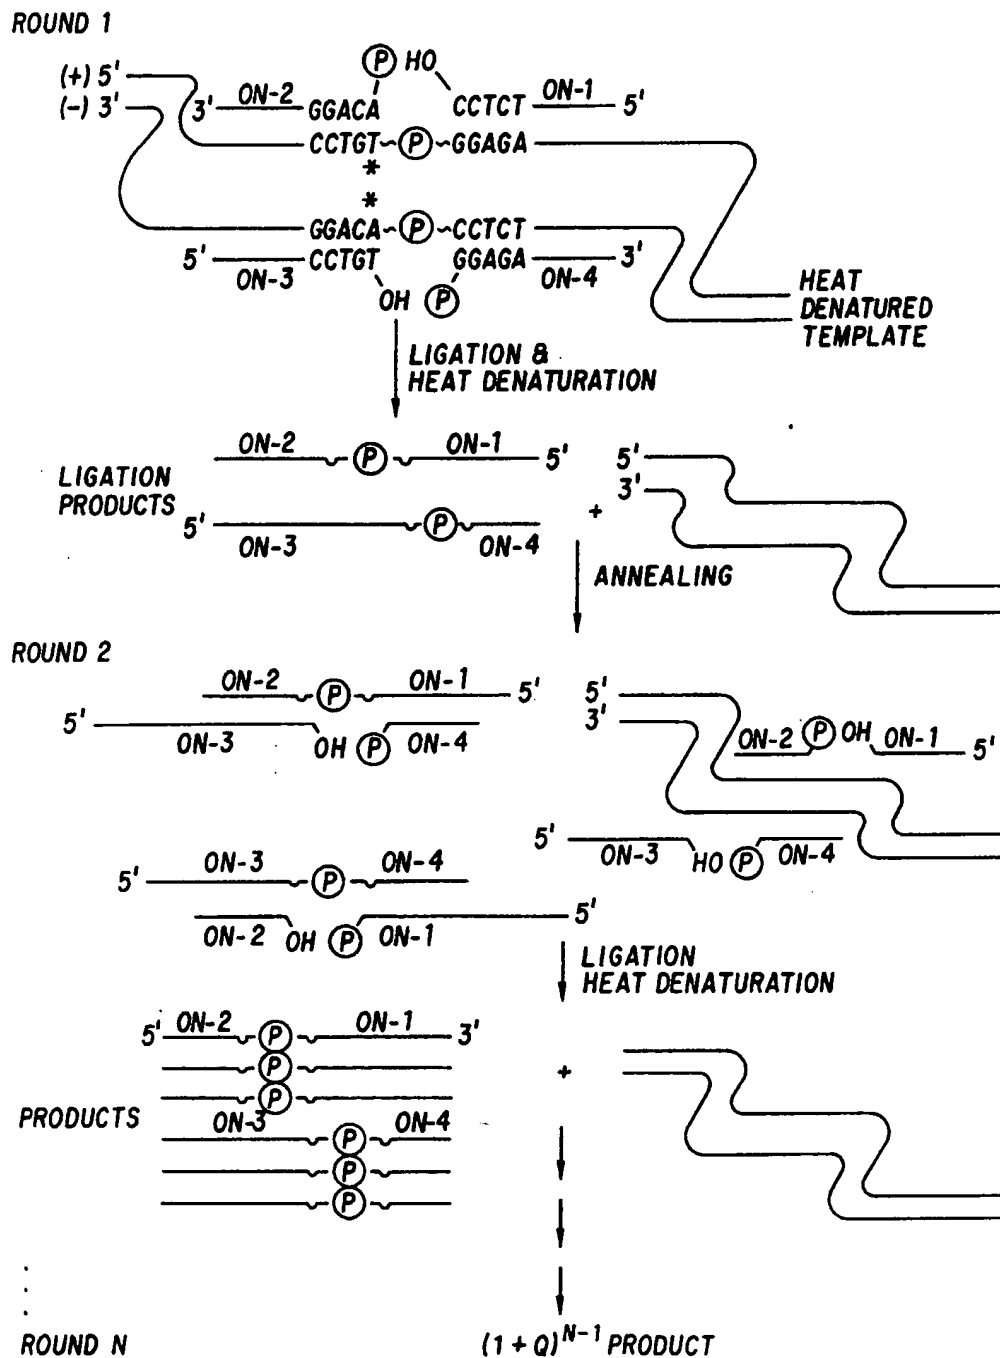 ROUND 1
(+) 5'
(-) 3'
3' ON-2 GGACA P HO CCTCT ON-1 5'
CCTGT~P~GGAGA
*
*
GGACA~P~CCTCT
5' ON-3 CCTGT OH P GGAGA ON-4 3'
HEAT
DENATURED
TEMPLATE
LIGATION &
HEAT DENATURATION
LIGATION
PRODUCTS
ON-2 P ON-1 5'
5' ON-3 P ON-4
+
5'
3'
ANNEALING
ROUND 2
ON-2 P ON-1 5'
5' ON-3 OH P ON-4
5'
3'
ON-2 P OH ON-1 5'
5' ON-3 HO P ON-4
5' ON-3 P ON-4
ON-2 OH P ON-1 5'
LIGATION
HEAT DENATURATION
PRODUCTS
5' ON-2 P ON-1 3'
P
P
ON-3 P ON-4
P
P
+
ROUND N
(1+Q)^N-1 PRODUCT